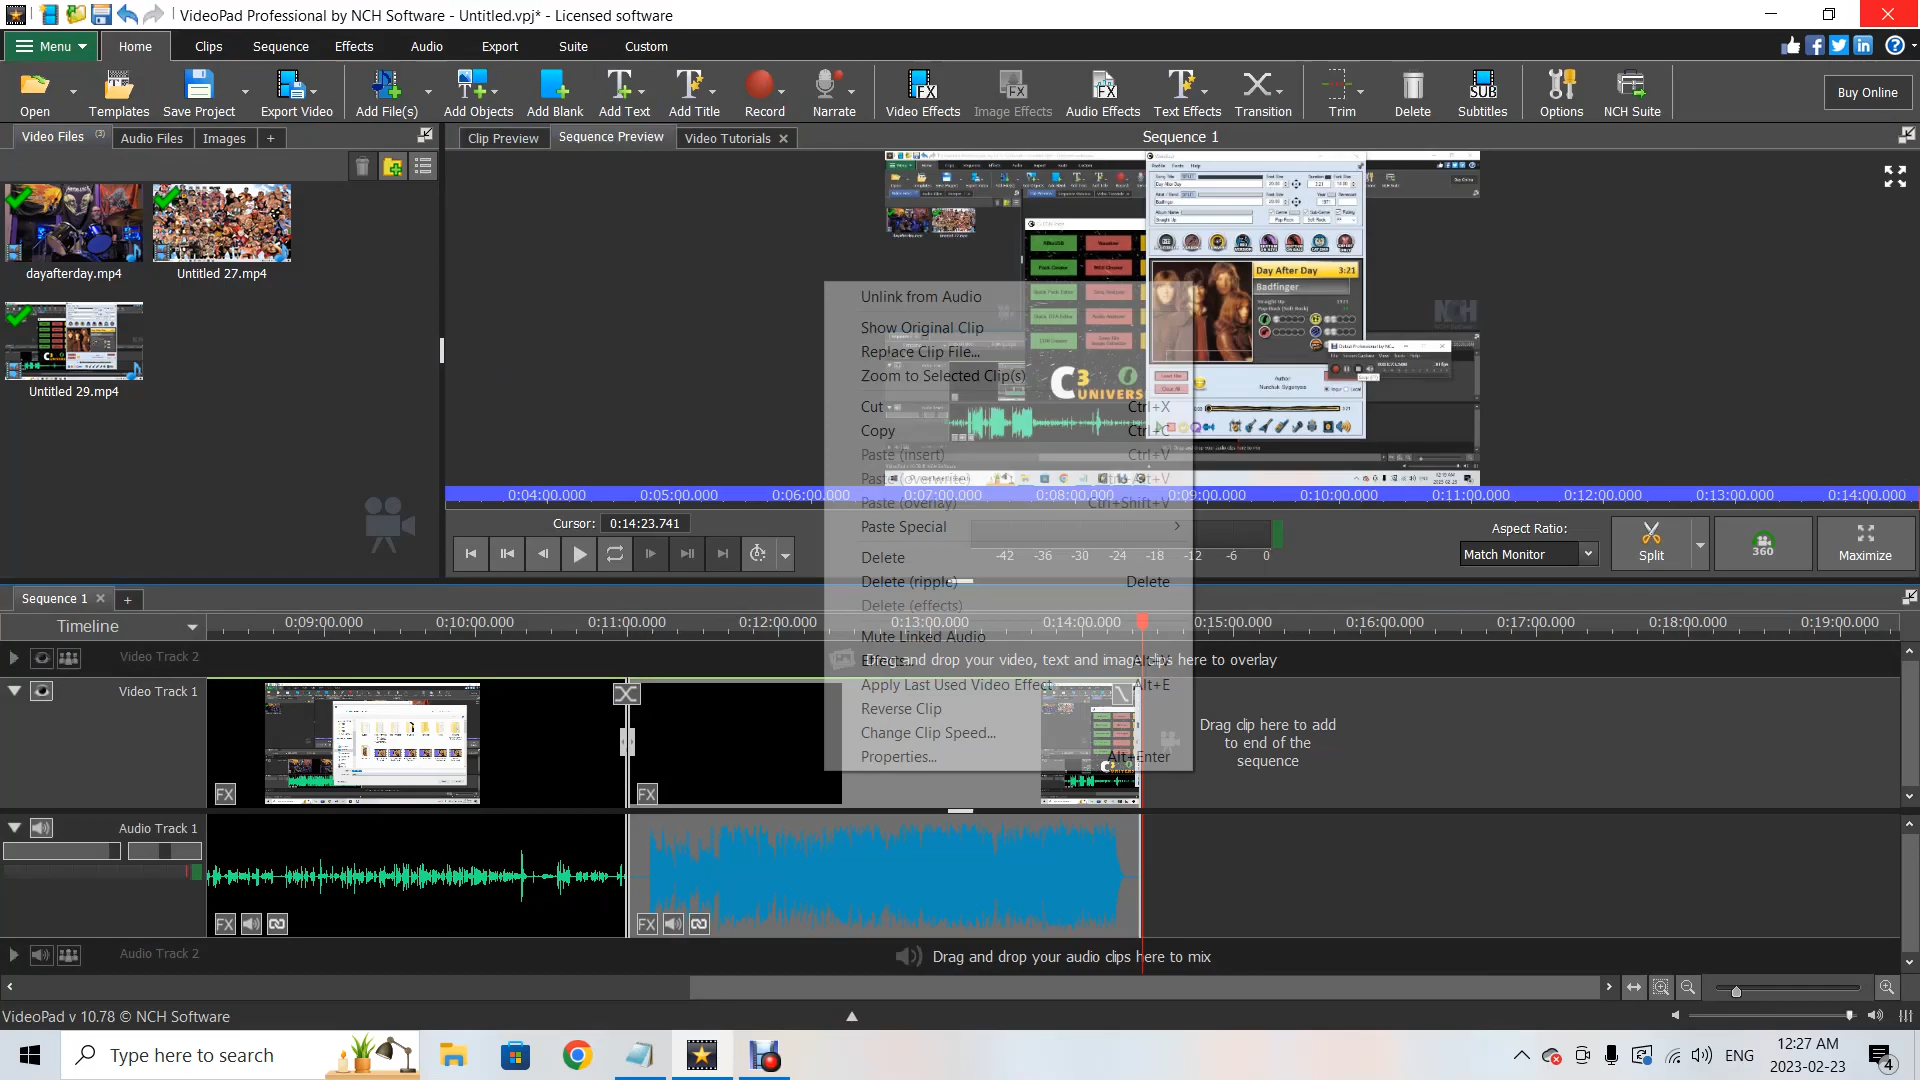 VideoPad Professional by NCH Software - Untitled.vpj* - Licensed software
Menu Home Clips Sequence Effects Audio Export Suite Custom
Open Templates Save Project Export Video Add File(s) Add Objects Add Blank Add Text Add Title Record Narrate Video Effects Image Effects Audio Effects Text Effects Transition Trim Delete Subtitles Options NCH Suite Buy Online
Video Files (3) Audio Files Images +
Clip Preview Sequence Preview Video Tutorials
Sequence 1
dayafterday.mp4
Untitled 27.mp4
Untitled 29.mp4
Day After Day 3:21
Badfinger
C3
UNIVERS
NCH
Unlink from Audio
Show Original Clip
Replace Clip File...
Zoom to Selected Clip(s)
Cut Ctrl+X
Copy Ctrl+C
Paste (insert) Ctrl+V
Paste (overwrite) Ctrl+Alt+V
Paste (overlay) Ctrl+Shift+V
Paste Special
Delete
Delete (ripple) Delete
Delete (effects)
Mute Linked Audio
Apply Last Used Video Effect Alt+E
Reverse Clip
Change Clip Speed...
Properties... Alt+Enter
0:04:00.000 0:05:00.000 0:06:00.000 0:07:00.000 0:08:00.000 0:09:00.000 0:10:00.000 0:11:00.000 0:12:00.000 0:13:00.000 0:14:00.000
Cursor: 0:14:23.741
-42 -36 -30 -24 -18 -12 -6 0
Aspect Ratio:
Match Monitor
Split
360
Maximize
Sequence 1 +
Timeline
0:09:00.000 0:10:00.000 0:11:00.000 0:12:00.000 0:13:00.000 0:14:00.000 0:15:00.000 0:16:00.000 0:17:00.000 0:18:00.000 0:19:00.000
Video Track 2
Drag and drop your video, text and image clips here to overlay
Video Track 1
Drag clip here to add
to end of the
sequence
FX FX
Audio Track 1
FX FX
Audio Track 2
Drag and drop your audio clips here to mix
VideoPad v 10.78 © NCH Software
Type here to search
ENG
12:27 AM
2023-02-23
4